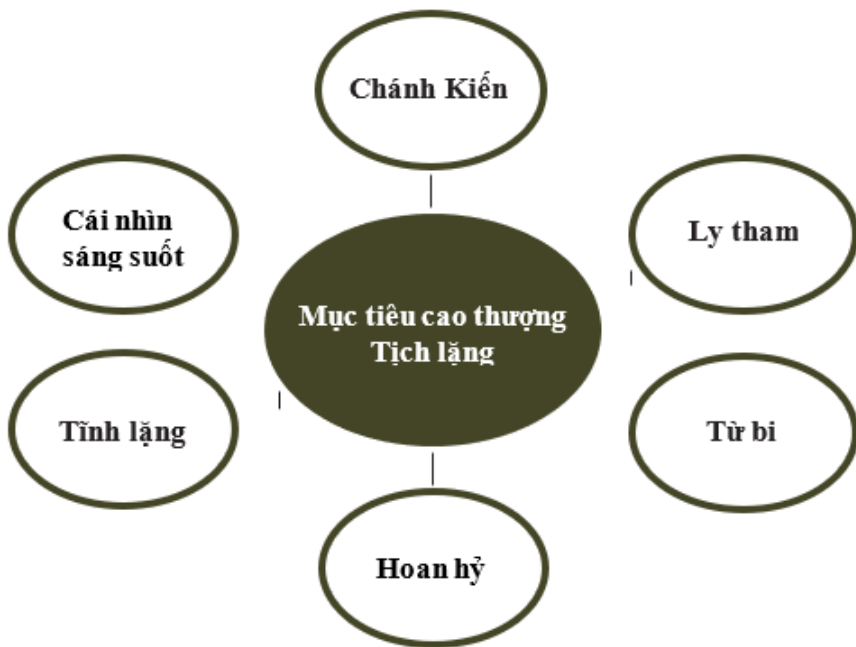 Chánh Kiến
Cái nhìn
sáng suốt
Ly tham
Mục tiêu cao thượng
Tịch lặng
Tĩnh lặng
Từ bi
Hoan hỷ